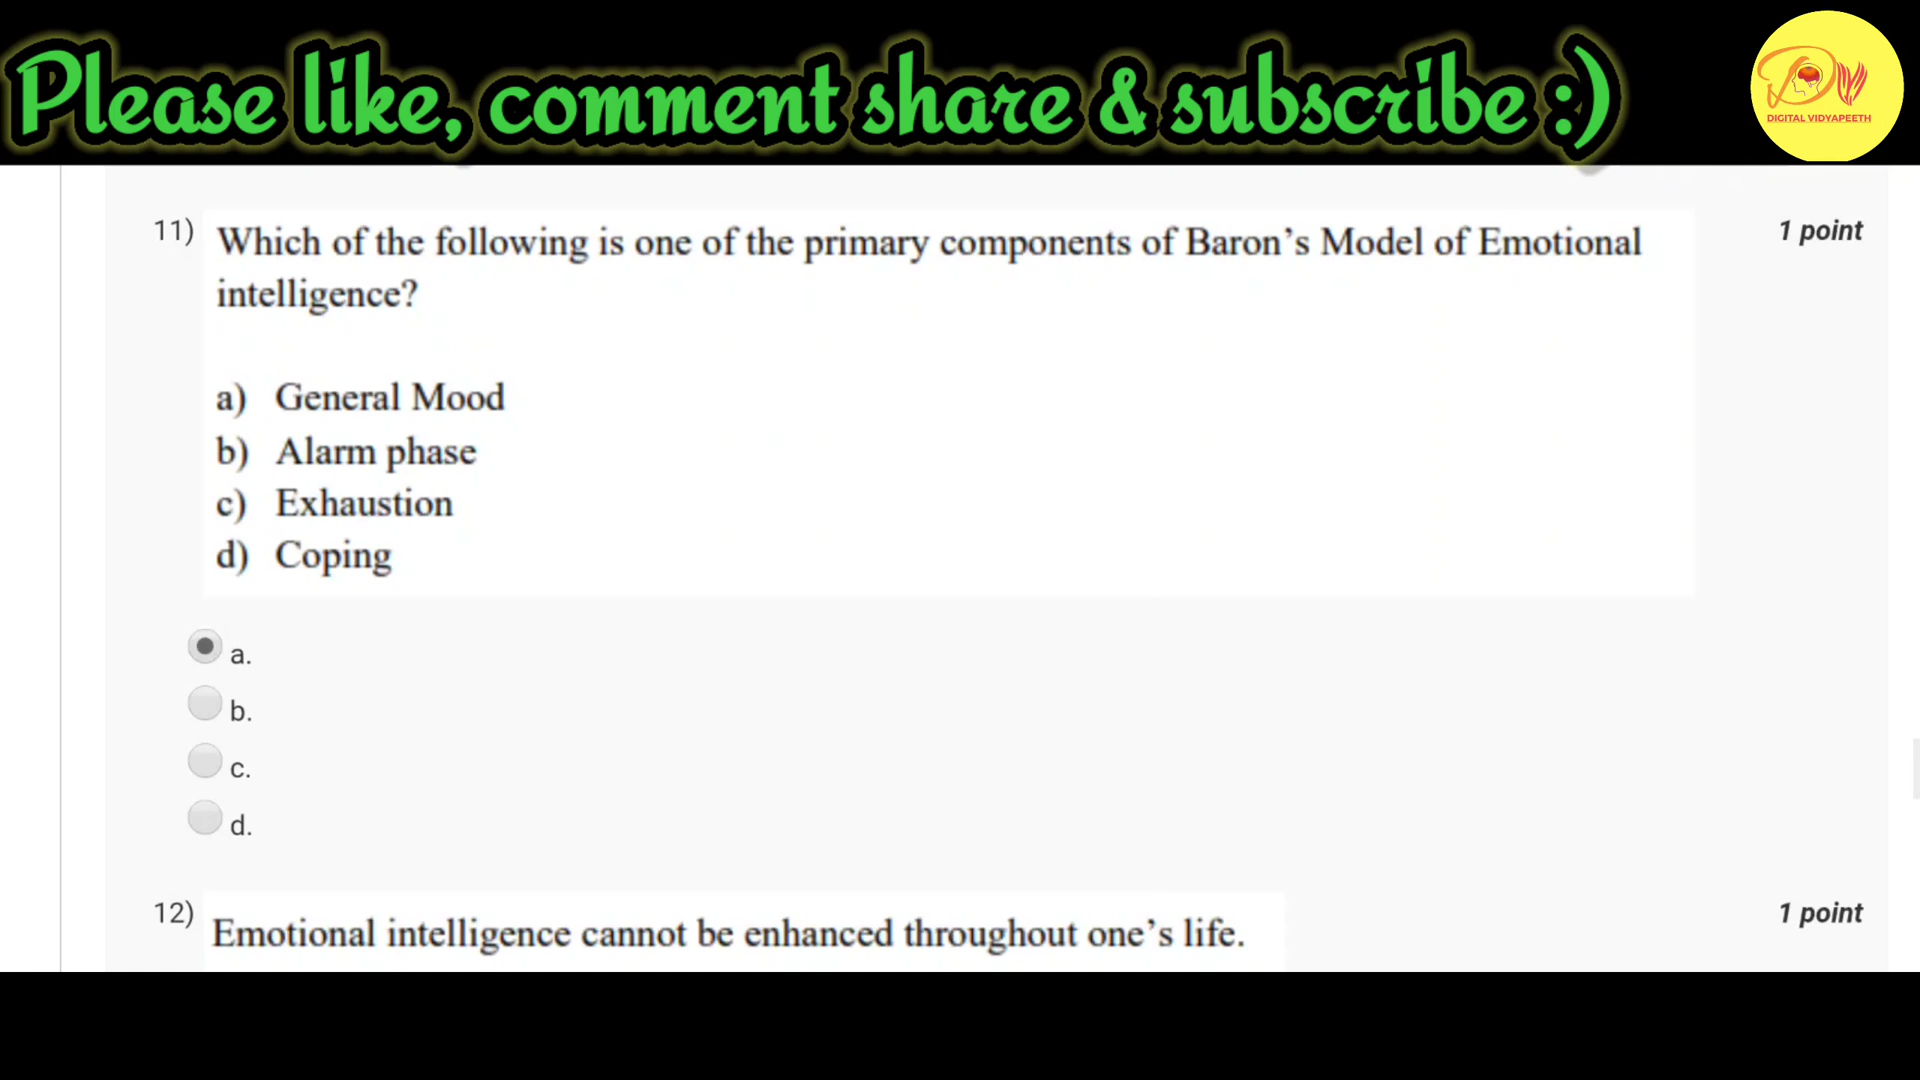 Please like, comment share & subscribe :)
DIGITAL VIDYAPEETH
11) Which of the following is one of the primary components of Baron’s Model of Emotional 1 point
intelligence?
a) General Mood
b) Alarm phase
c) Exhaustion
d) Coping
a.
b.
c.
d.
12) Emotional intelligence cannot be enhanced throughout one’s life. 1 point